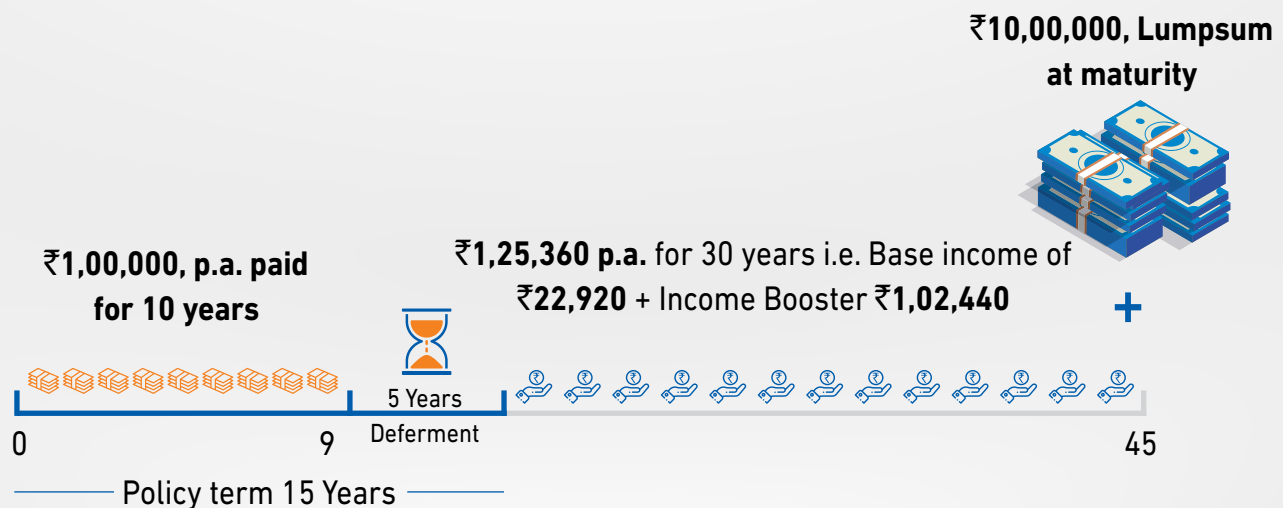 ₹10,00,000, Lumpsum
at maturity
₹1,00,000, p.a. paid
for 10 years
₹1,25,360 p.a. for 30 years i.e. Base income of
₹22,920 + Income Booster ₹1,02,440
+
5 Years
Deferment
0
9
45
Policy term 15 Years